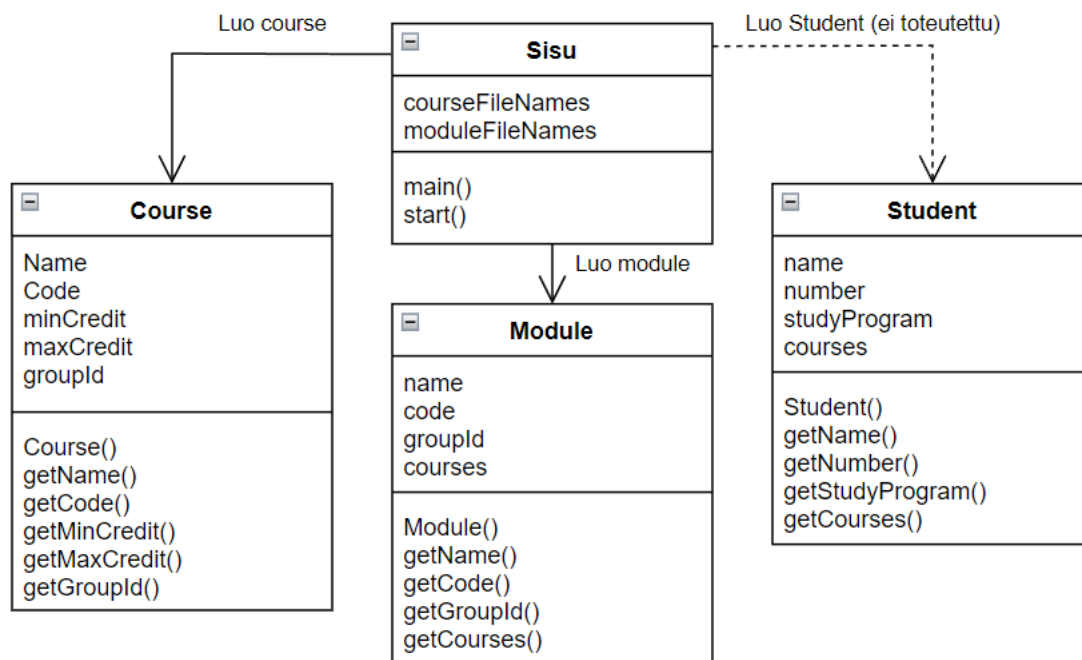 Luo course
Luo Student (ei toteutettu)
Sisu
courseFileNames
moduleFileNames
main()
start()
Luo module
Course
Name
Code
minCredit
maxCredit
groupId
Course()
getName()
getCode()
getMinCredit()
getMaxCredit()
getGroupId()
Module
name
code
groupId
courses
Module()
getName()
getCode()
getGroupId()
getCourses()
Student
name
number
studyProgram
courses
Student()
getName()
getNumber()
getStudyProgram()
getCourses()